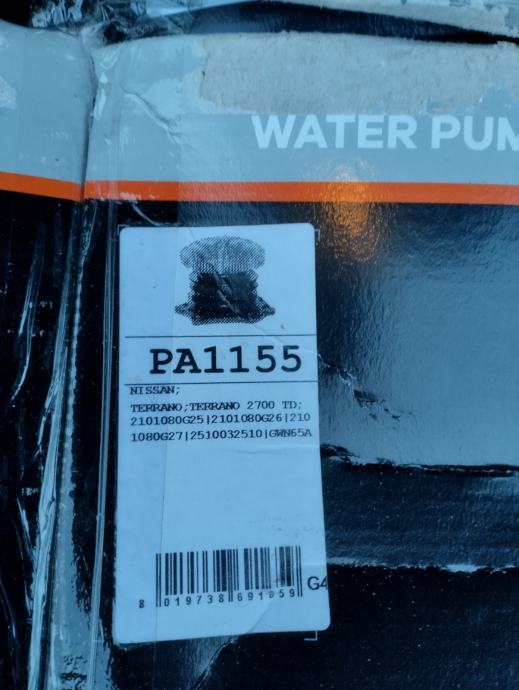 WATER PUM
PA1155
NISSAN;
TERRANO;TERRANO 2700 TD;
2101080G25|2101080G26|210
1080G27|2510032510|GWN65A
8 019738 691059 G4